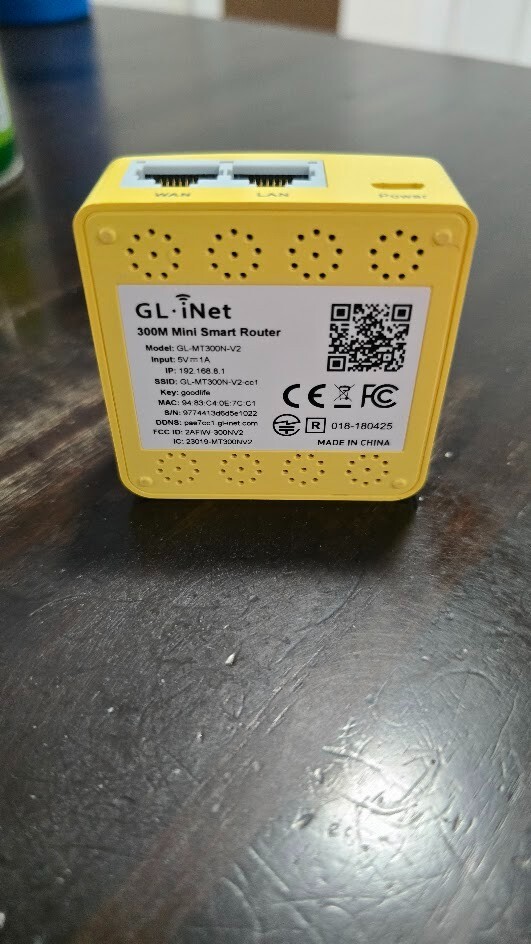 WAN LAN Power
GL·iNet
300M Mini Smart Router
Model: GL-MT300N-V2
Input: 5V⎓1A
IP: 192.168.8.1
SSID: GL-MT300N-V2-cc1
Key: goodlife
MAC: 94:83:C4:0E:7C:C1
S/N: 9774413d6d5e1022
DDNS: pae7cc1.gl-inet.com
FCC ID: 2AFIW-300NV2
IC: 23019-MT300NV2
CE FC
R 018-180425
MADE IN CHINA